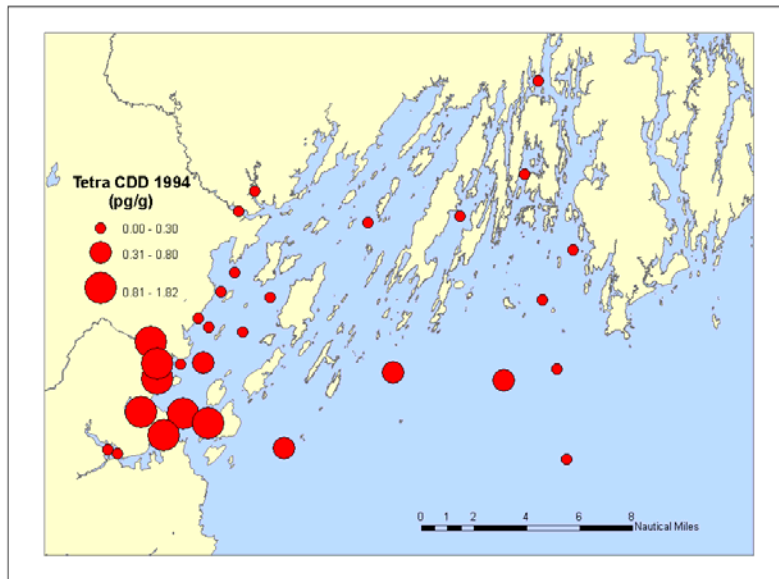 Tetra CDD 1994
(pg/g)
0.00 - 0.30
0.31 - 0.80
0.81 - 1.82
0 1 2 4 6 8
Nautical Miles